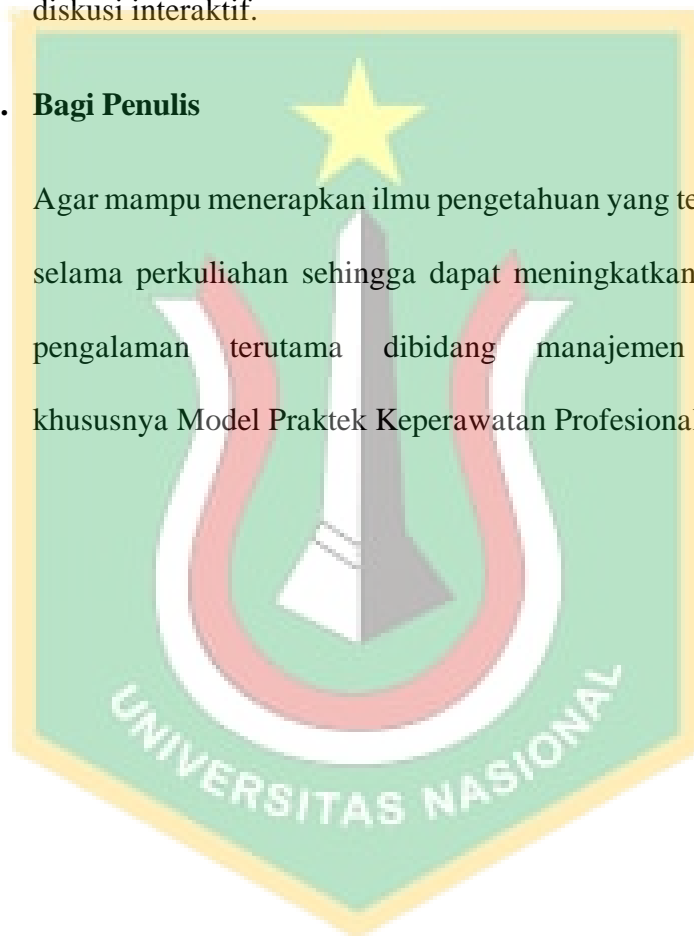 diskusi interaktif.
. Bagi Penulis
Agar mampu menerapkan ilmu pengetahuan yang
selama perkuliahan sehingga dapat meningkatkan
pengalaman terutama dibidang manajemen
khususnya Model Praktek Keperawatan Profesional
UNIVERSITAS NASIONAL